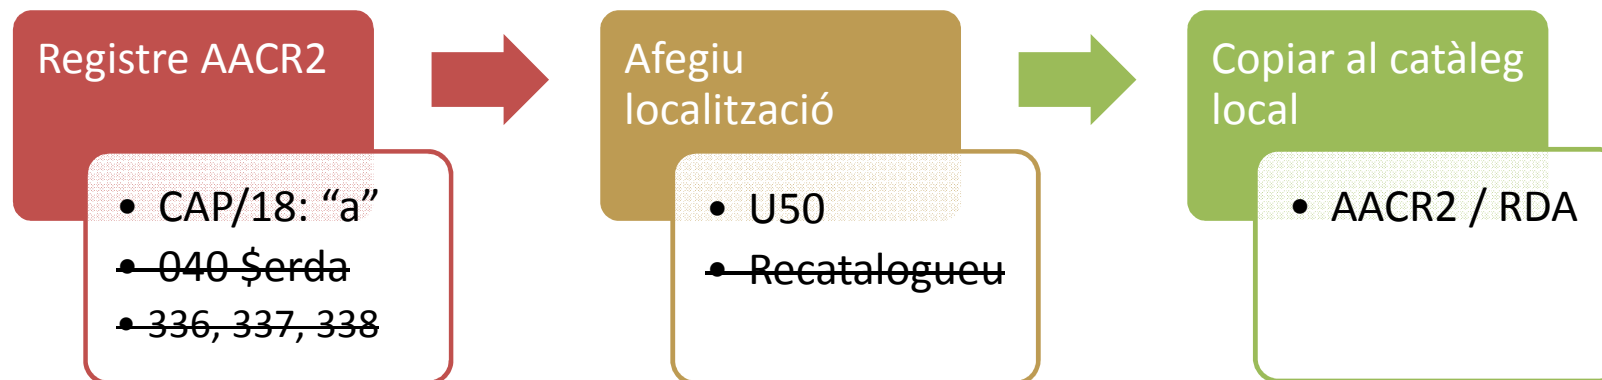 Registre AACR2
• CAP/18: “a”
• 040 $erda
• 336, 337, 338
Afegiu
localització
• U50
• Recatalogueu
Copiar al catàleg
local
• AACR2 / RDA